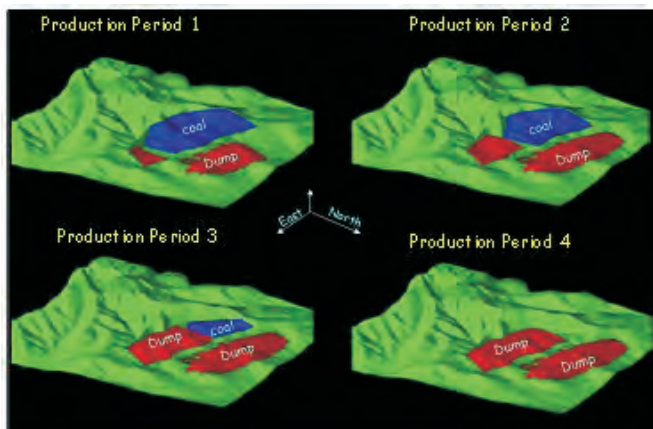 Production Period 1
Production Period 2
coal
Dump
coal
Dump
East
North
Production Period 3
Production Period 4
Dump
coal
Dump
Dump
Dump